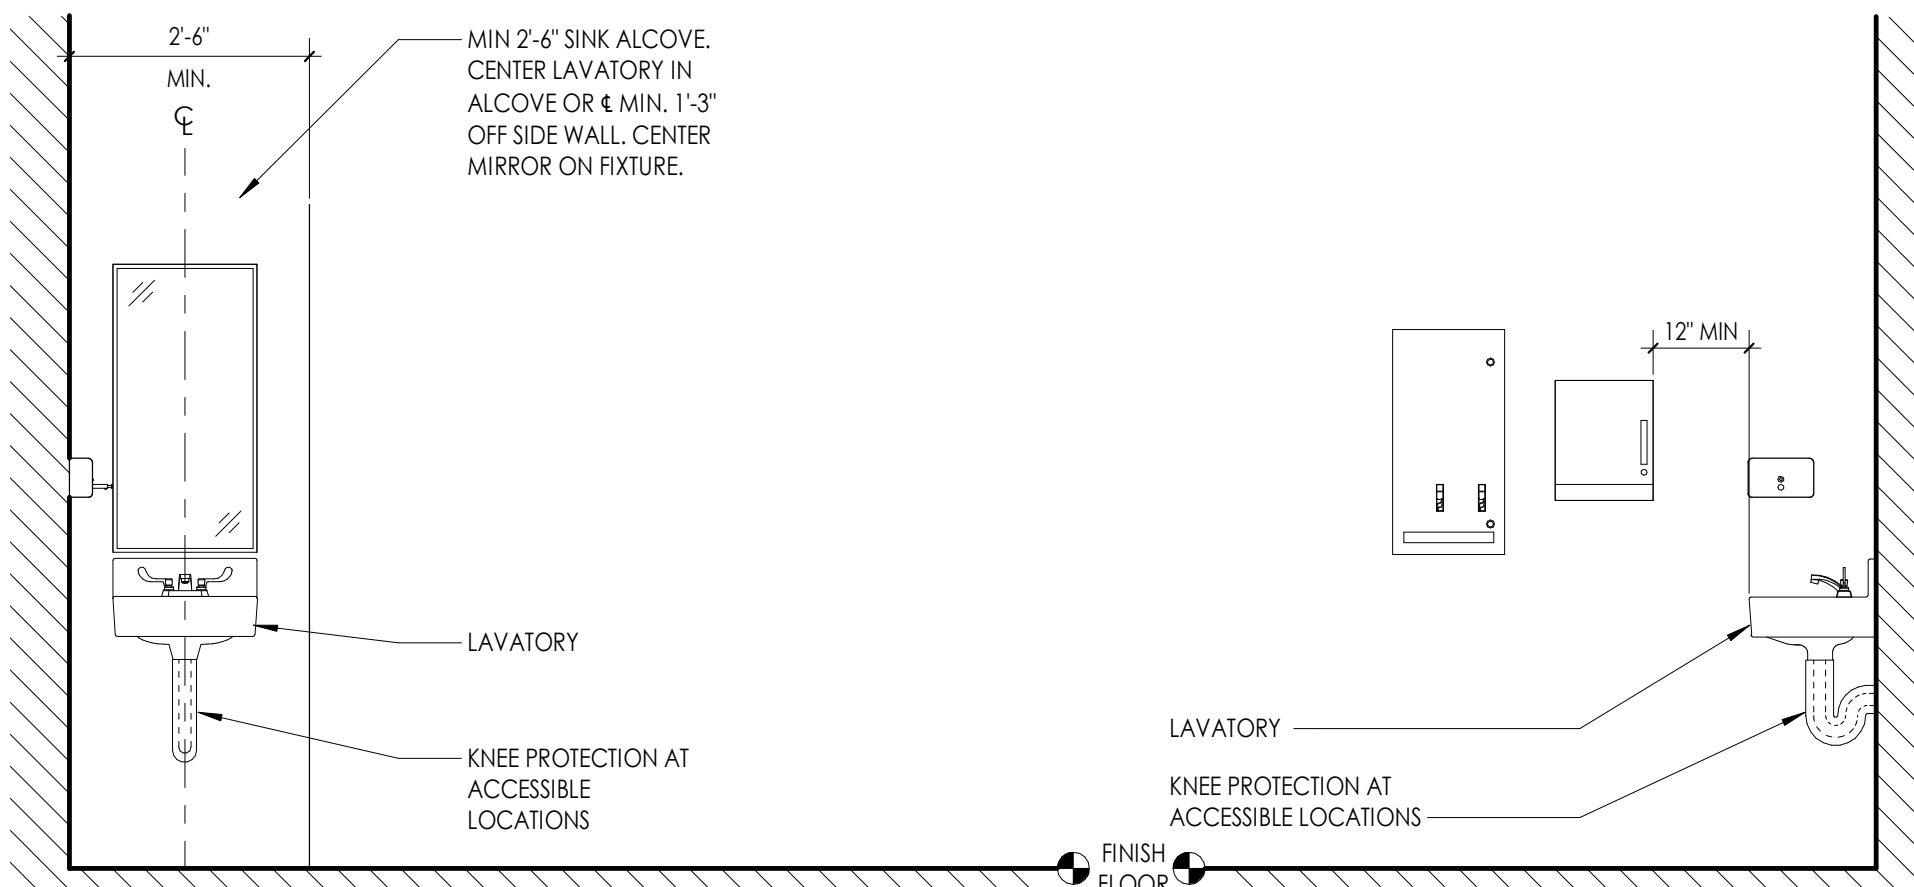 2'-6"
MIN.
℄
MIN 2'-6" SINK ALCOVE.
CENTER LAVATORY IN
ALCOVE OR ℄ MIN. 1'-3"
OFF SIDE WALL. CENTER
MIRROR ON FIXTURE.
LAVATORY
KNEE PROTECTION AT
ACCESSIBLE
LOCATIONS
12" MIN
LAVATORY
KNEE PROTECTION AT
ACCESSIBLE LOCATIONS
FINISH
FLOOR